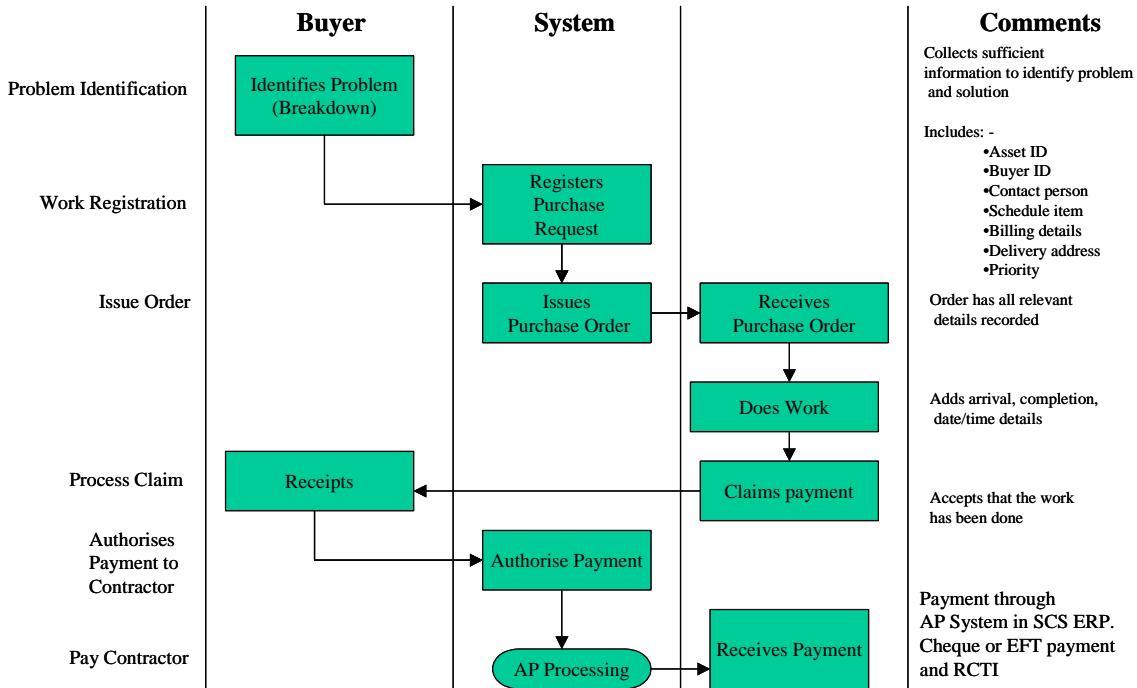 Buyer
System
Comments
Problem Identification
Identifies Problem
(Breakdown)
Collects sufficient
information to identify problem
and solution
Work Registration
Registers
Purchase
Request
Includes: -
•Asset ID
•Buyer ID
•Contact person
•Schedule item
•Billing details
•Delivery address
•Priority
Issue Order
Issues
Purchase Order
Receives
Purchase Order
Order has all relevant
details recorded
Does Work
Adds arrival, completion,
date/time details
Process Claim
Receipts
Claims payment
Accepts that the work
has been done
Authorises
Payment to
Contractor
Authorise Payment
Pay Contractor
AP Processing
Receives Payment
Payment through
AP System in SCS ERP.
Cheque or EFT payment
and RCTI